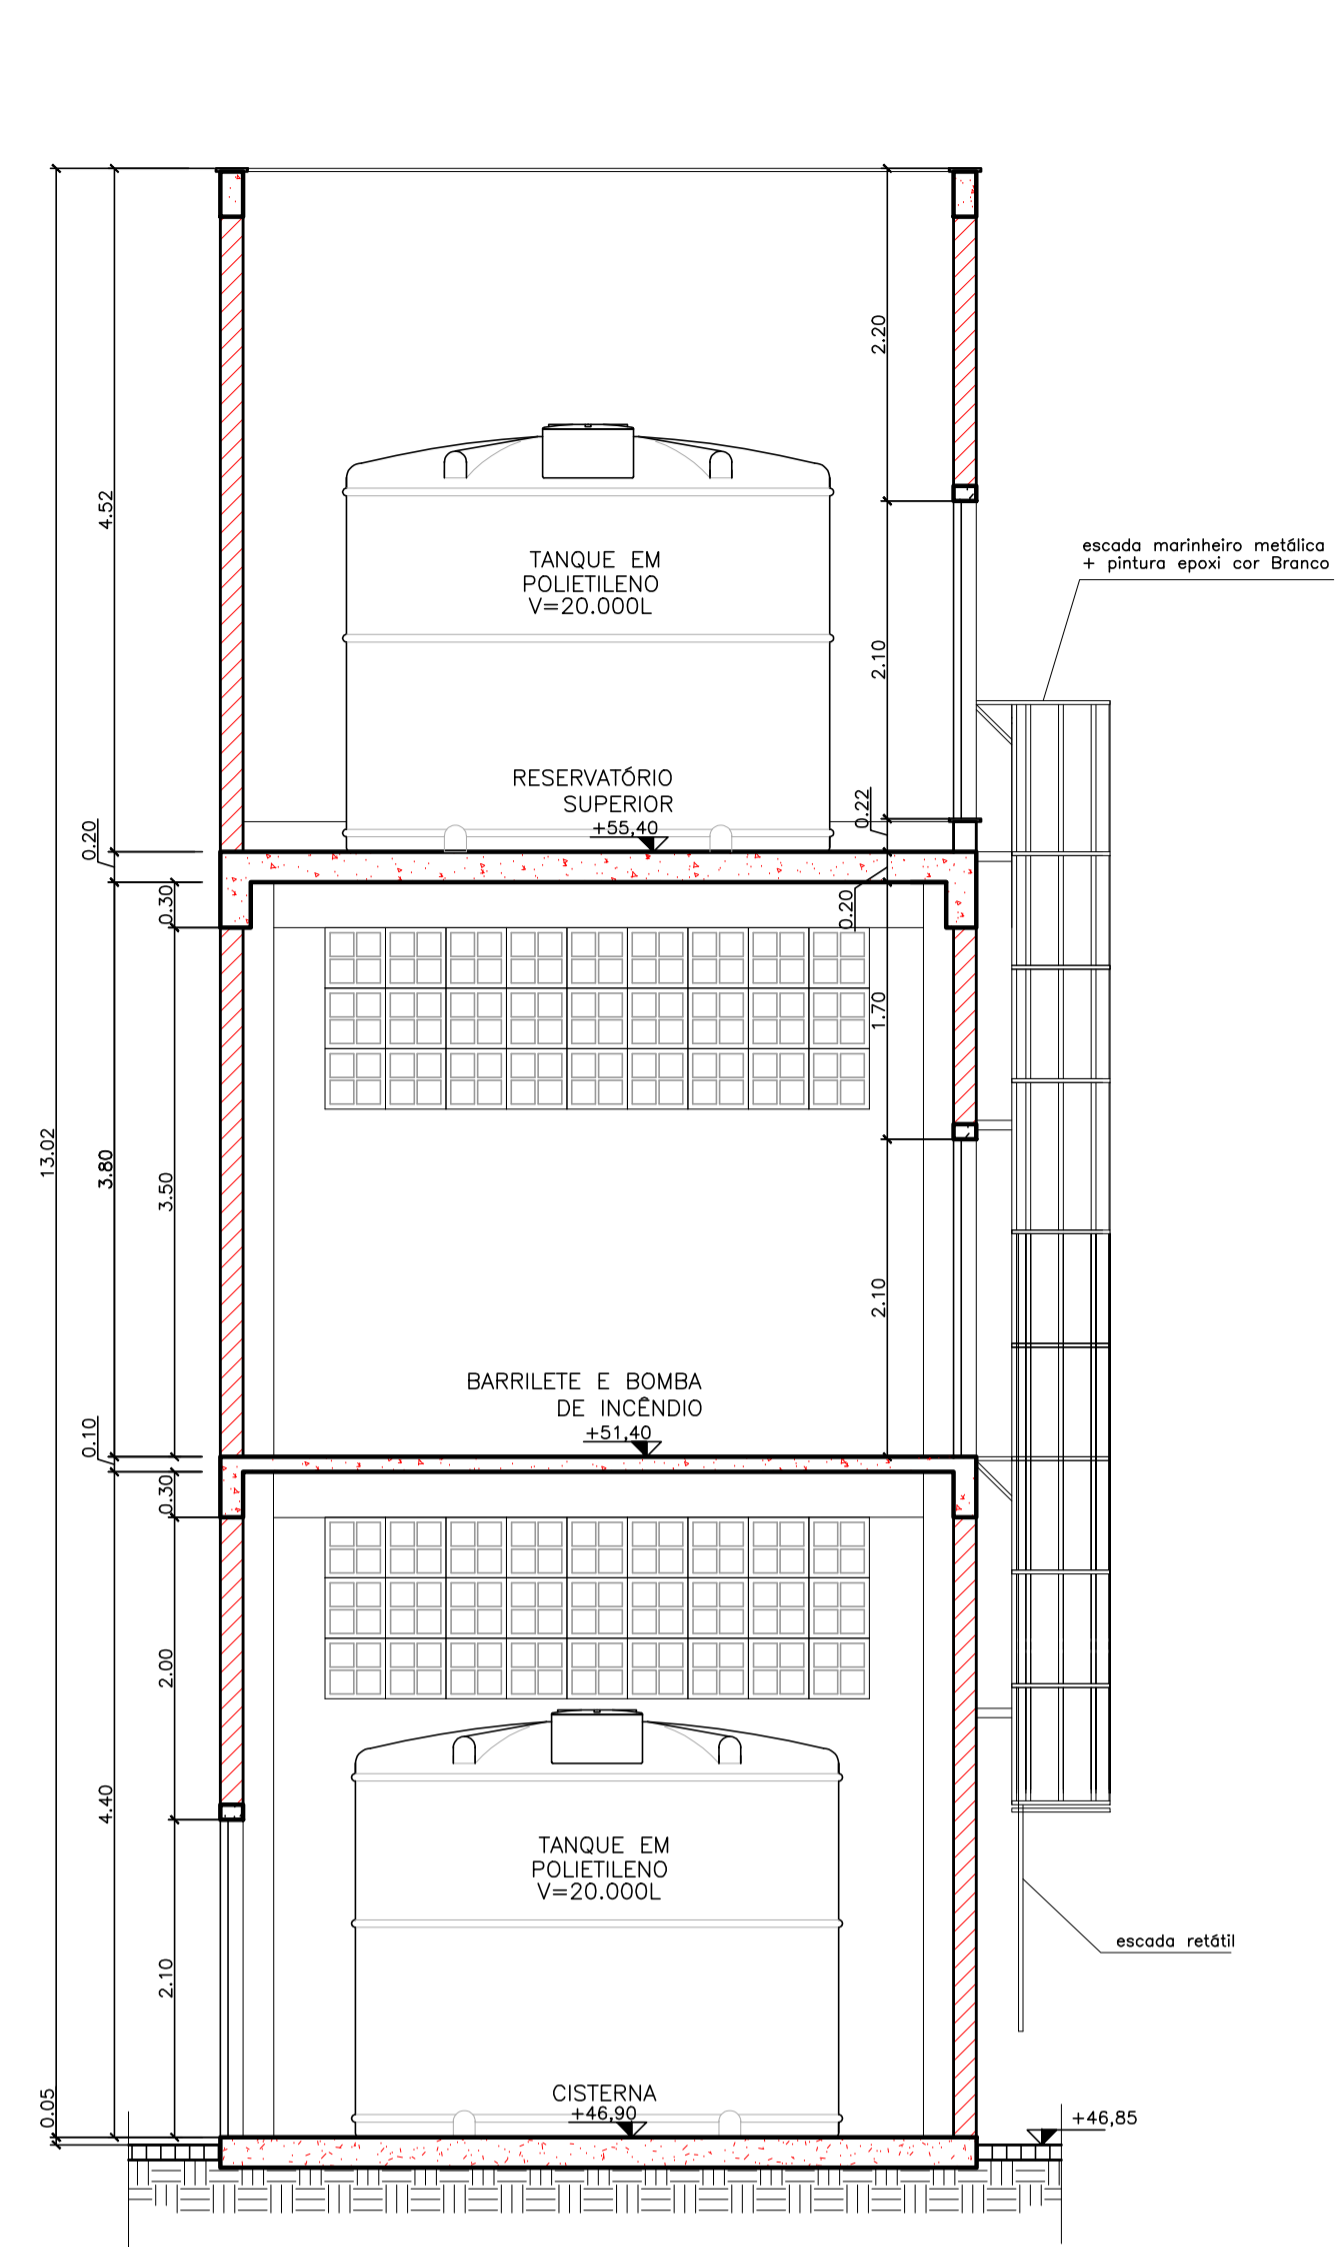 2.20
4.52
TANQUE EM
POLIETILENO
V=20.000L
escada marinheiro metálica
+ pintura epoxi cor Branco
2.10
RESERVATÓRIO
SUPERIOR
+55,40
0.22
0.20
0.30
0.20
1.70
13.02
3.80
3.50
2.10
BARRILETE E BOMBA
DE INCÊNDIO
+51,40
0.10
0.30
2.00
4.40
TANQUE EM
POLIETILENO
V=20.000L
escada retátil
2.10
CISTERNA
+46,90
0.05
+46,85